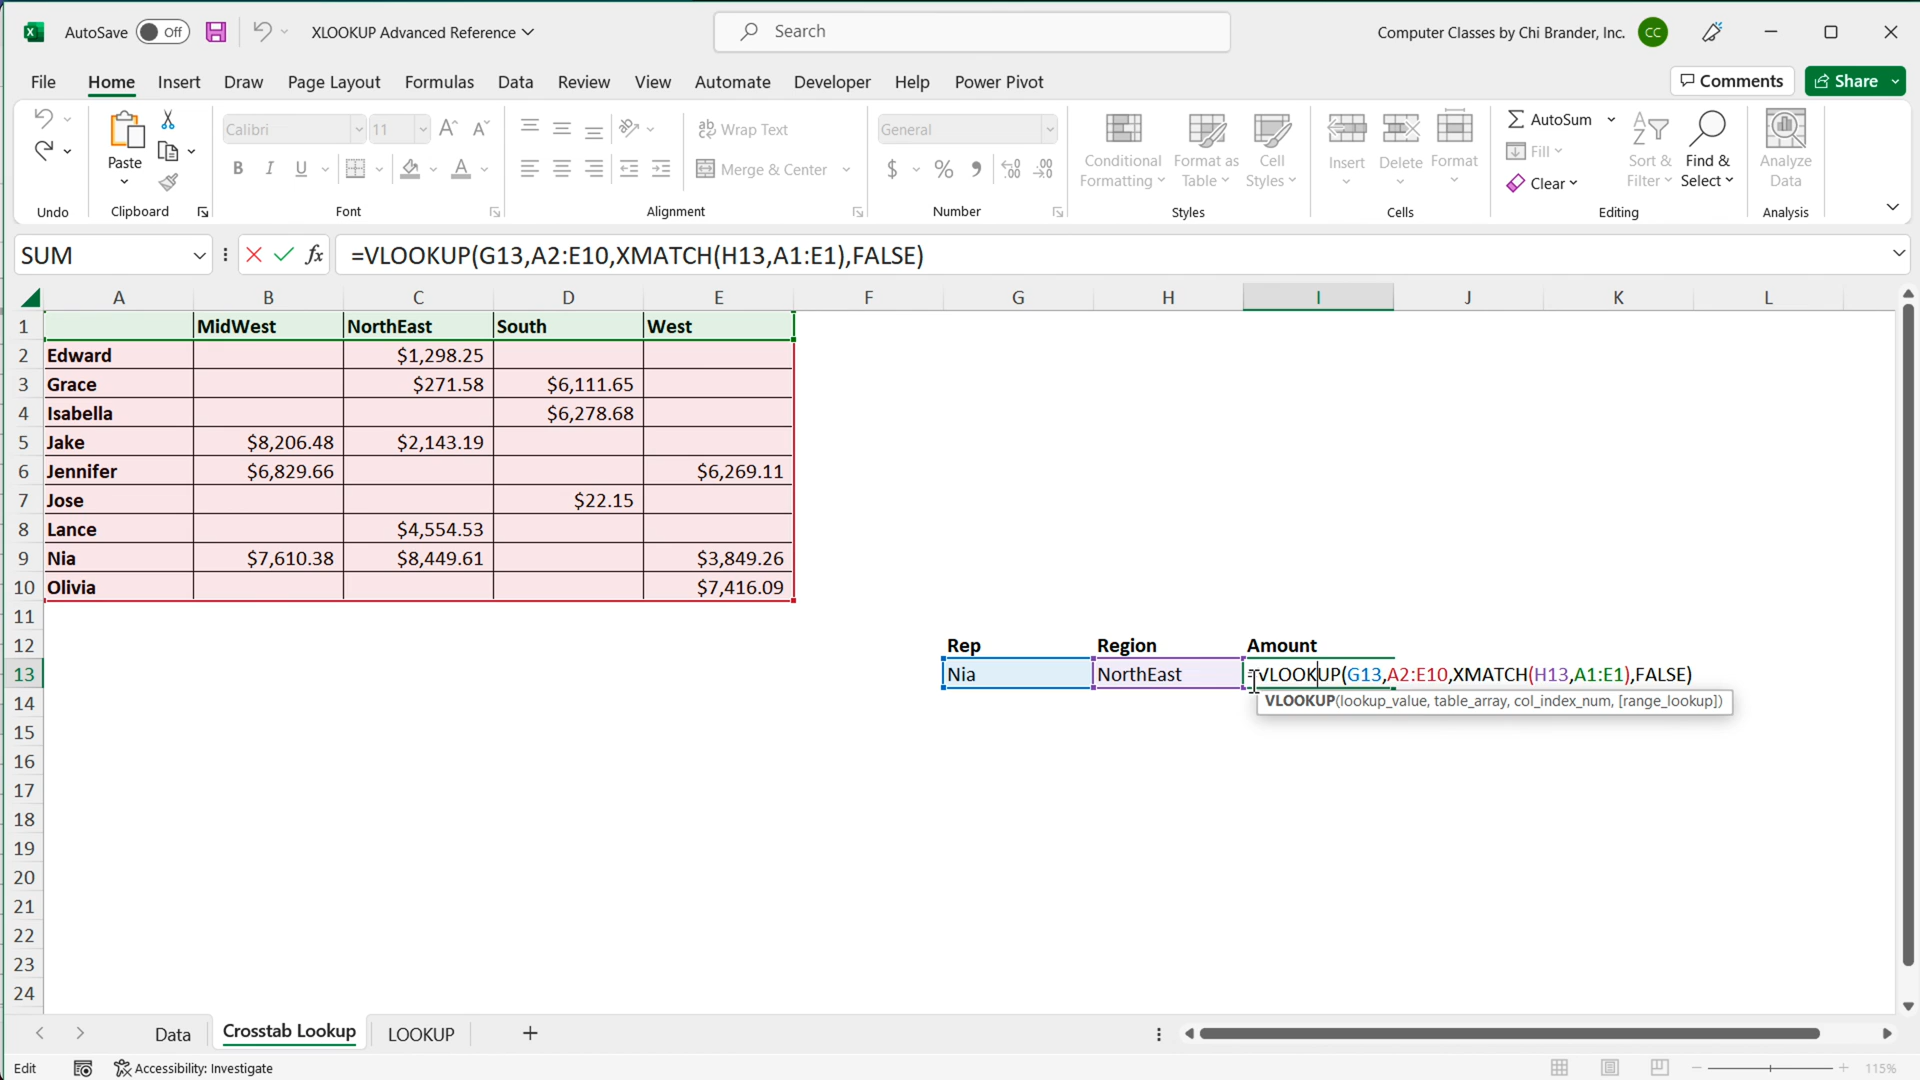 AutoSave Off XLOOKUP Advanced Reference Search Computer Classes by Chi Brander, Inc. CC
File Home Insert Draw Page Layout Formulas Data Review View Automate Developer Help Power Pivot Comments Share
Paste
Calibri 11
B I U
ab Wrap Text
Merge & Center
General
$ % ,
Conditional Formatting
Format as Table
Cell Styles
Insert Delete Format
AutoSum
Fill
Clear
Sort & Filter
Find & Select
Analyze Data
Undo Clipboard Font Alignment Number Styles Cells Editing Analysis
SUM fx =VLOOKUP(G13,A2:E10,XMATCH(H13,A1:E1),FALSE)
A B C D E F G H I J K L
1 MidWest NorthEast South West
2 Edward $1,298.25
3 Grace $271.58 $6,111.65
4 Isabella $6,278.68
5 Jake $8,206.48 $2,143.19
6 Jennifer $6,829.66 $6,269.11
7 Jose $22.15
8 Lance $4,554.53
9 Nia $7,610.38 $8,449.61 $3,849.26
10 Olivia $7,416.09
11
12 Rep Region Amount
13 Nia NorthEast =VLOOKUP(G13,A2:E10,XMATCH(H13,A1:E1),FALSE)
VLOOKUP(lookup_value, table_array, col_index_num, [range_lookup])
14
15
16
17
18
19
20
21
22
23
24
Data Crosstab Lookup LOOKUP
Edit Accessibility: Investigate 115%